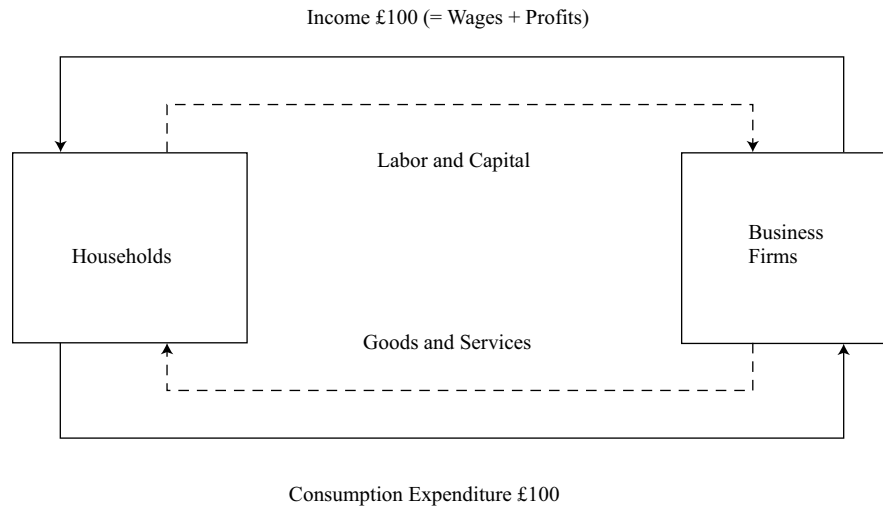 Income £100 (= Wages + Profits)
Labor and Capital
Households
Business
Firms
Goods and Services
Consumption Expenditure £100